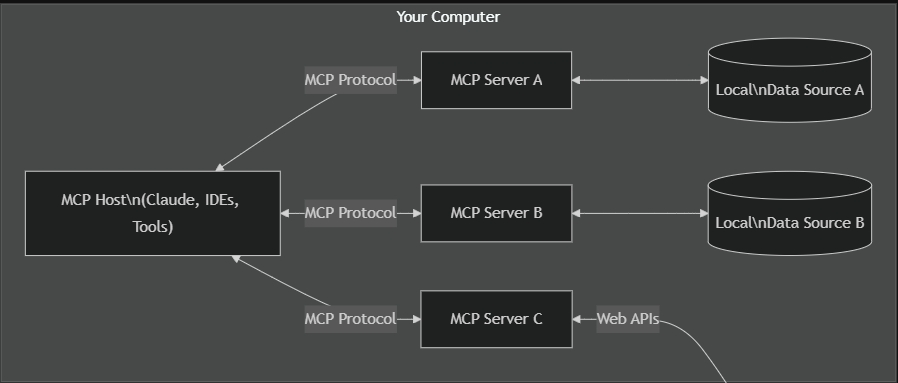 Your Computer
MCP Protocol
MCP Server A
Local\nData Source A
MCP Host\n(Claude, IDEs,
Tools)
MCP Protocol
MCP Server B
Local\nData Source B
MCP Protocol
MCP Server C
Web APIs